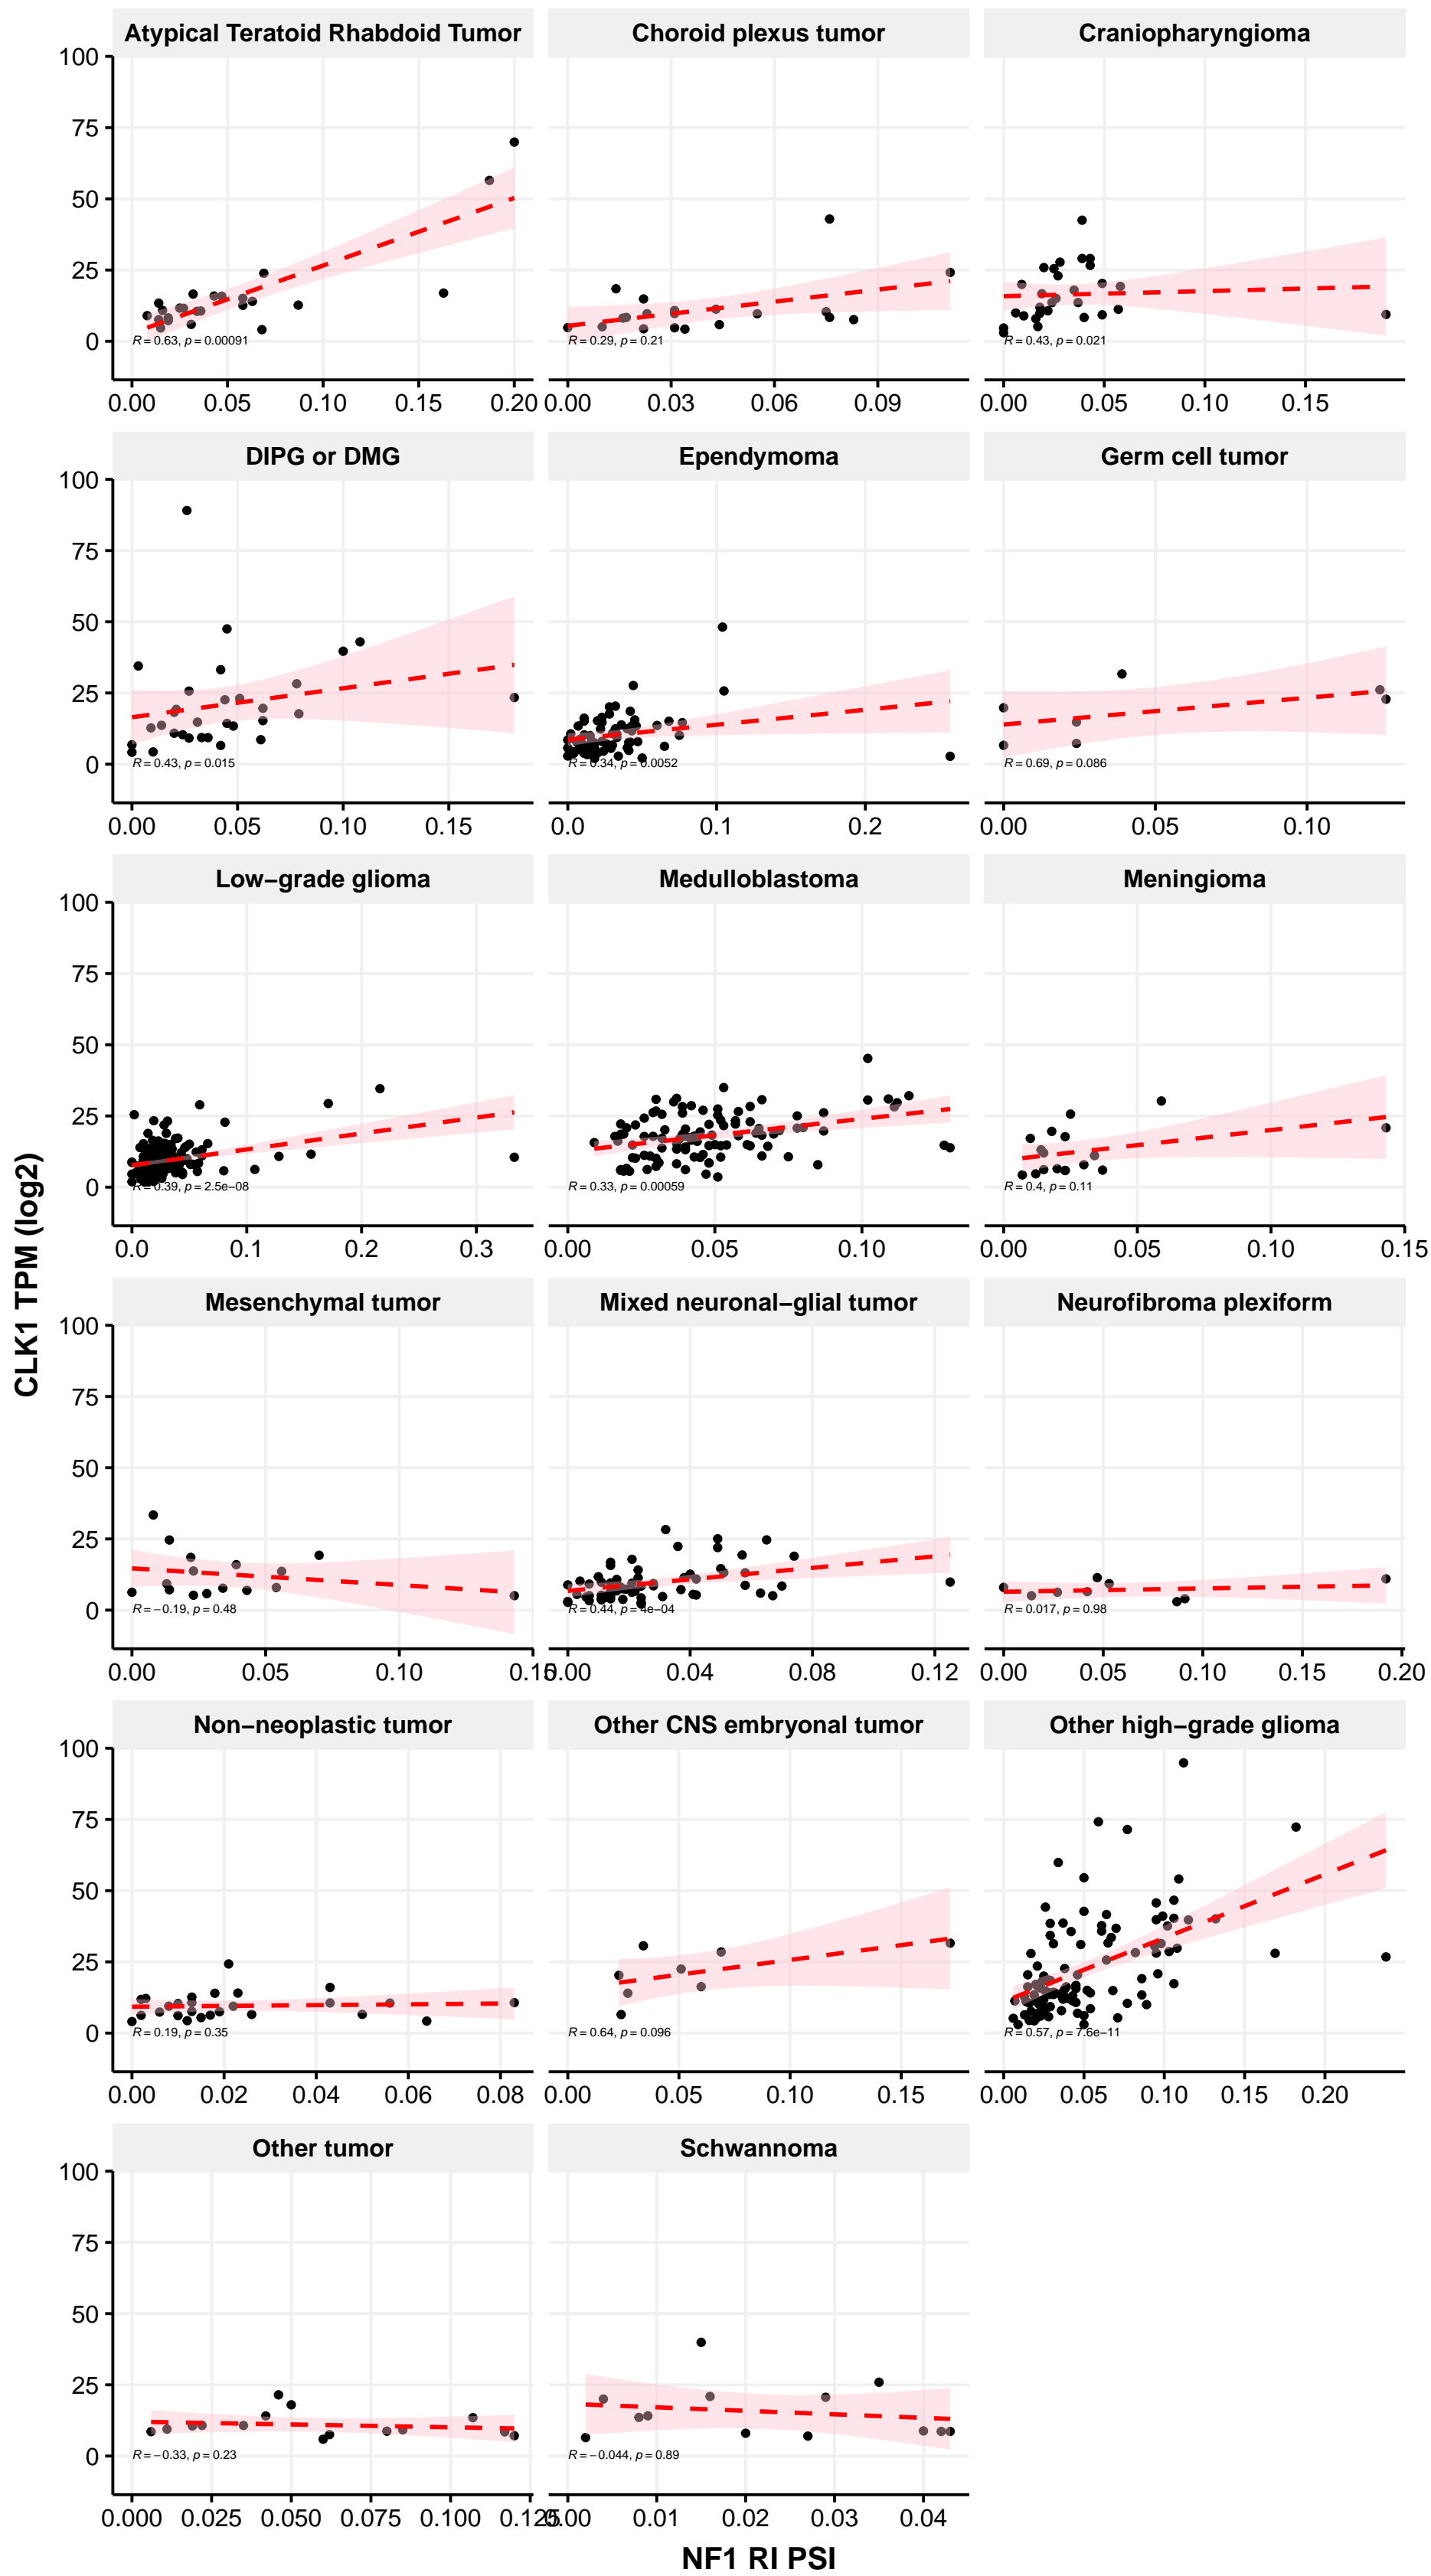 Atypical Teratoid Rhabdoid Tumor
Choroid plexus tumor
Craniopharyngioma
100
75
50
25
0
R = 0.63, p = 0.00091
R = 0.29, p = 0.21
R = 0.43, p = 0.021
0.00 0.05 0.10 0.15 0.20
0.00 0.03 0.06 0.09
0.00 0.05 0.10 0.15
DIPG or DMG
Ependymoma
Germ cell tumor
100
75
50
25
0
R = 0.43, p = 0.015
R = 0.34, p = 0.0052
R = 0.69, p = 0.086
0.00 0.05 0.10 0.15
0.0 0.1 0.2
0.00 0.05 0.10
Low−grade glioma
Medulloblastoma
Meningioma
100
75
50
25
0
R = 0.39, p = 2.5e−08
R = 0.33, p = 0.00059
R = 0.4, p = 0.11
0.0 0.1 0.2 0.3
0.00 0.05 0.10
0.00 0.05 0.10 0.15
CLK1 TPM (log2)
Mesenchymal tumor
Mixed neuronal−glial tumor
Neurofibroma plexiform
100
75
50
25
0
R = −0.19, p = 0.48
R = 0.44, p = 4e−04
R = 0.017, p = 0.98
0.00 0.05 0.10 0.15
0.00 0.04 0.08 0.12
0.00 0.05 0.10 0.15 0.20
Non−neoplastic tumor
Other CNS embryonal tumor
Other high−grade glioma
100
75
50
25
0
R = 0.19, p = 0.35
R = 0.64, p = 0.096
R = 0.57, p = 7.6e−11
0.00 0.02 0.04 0.06 0.08
0.00 0.05 0.10 0.15
0.00 0.05 0.10 0.15 0.20
Other tumor
Schwannoma
100
75
50
25
0
R = −0.33, p = 0.23
R = −0.044, p = 0.89
0.000 0.025 0.050 0.075 0.100 0.125
0.00 0.01 0.02 0.03 0.04
NF1 RI PSI